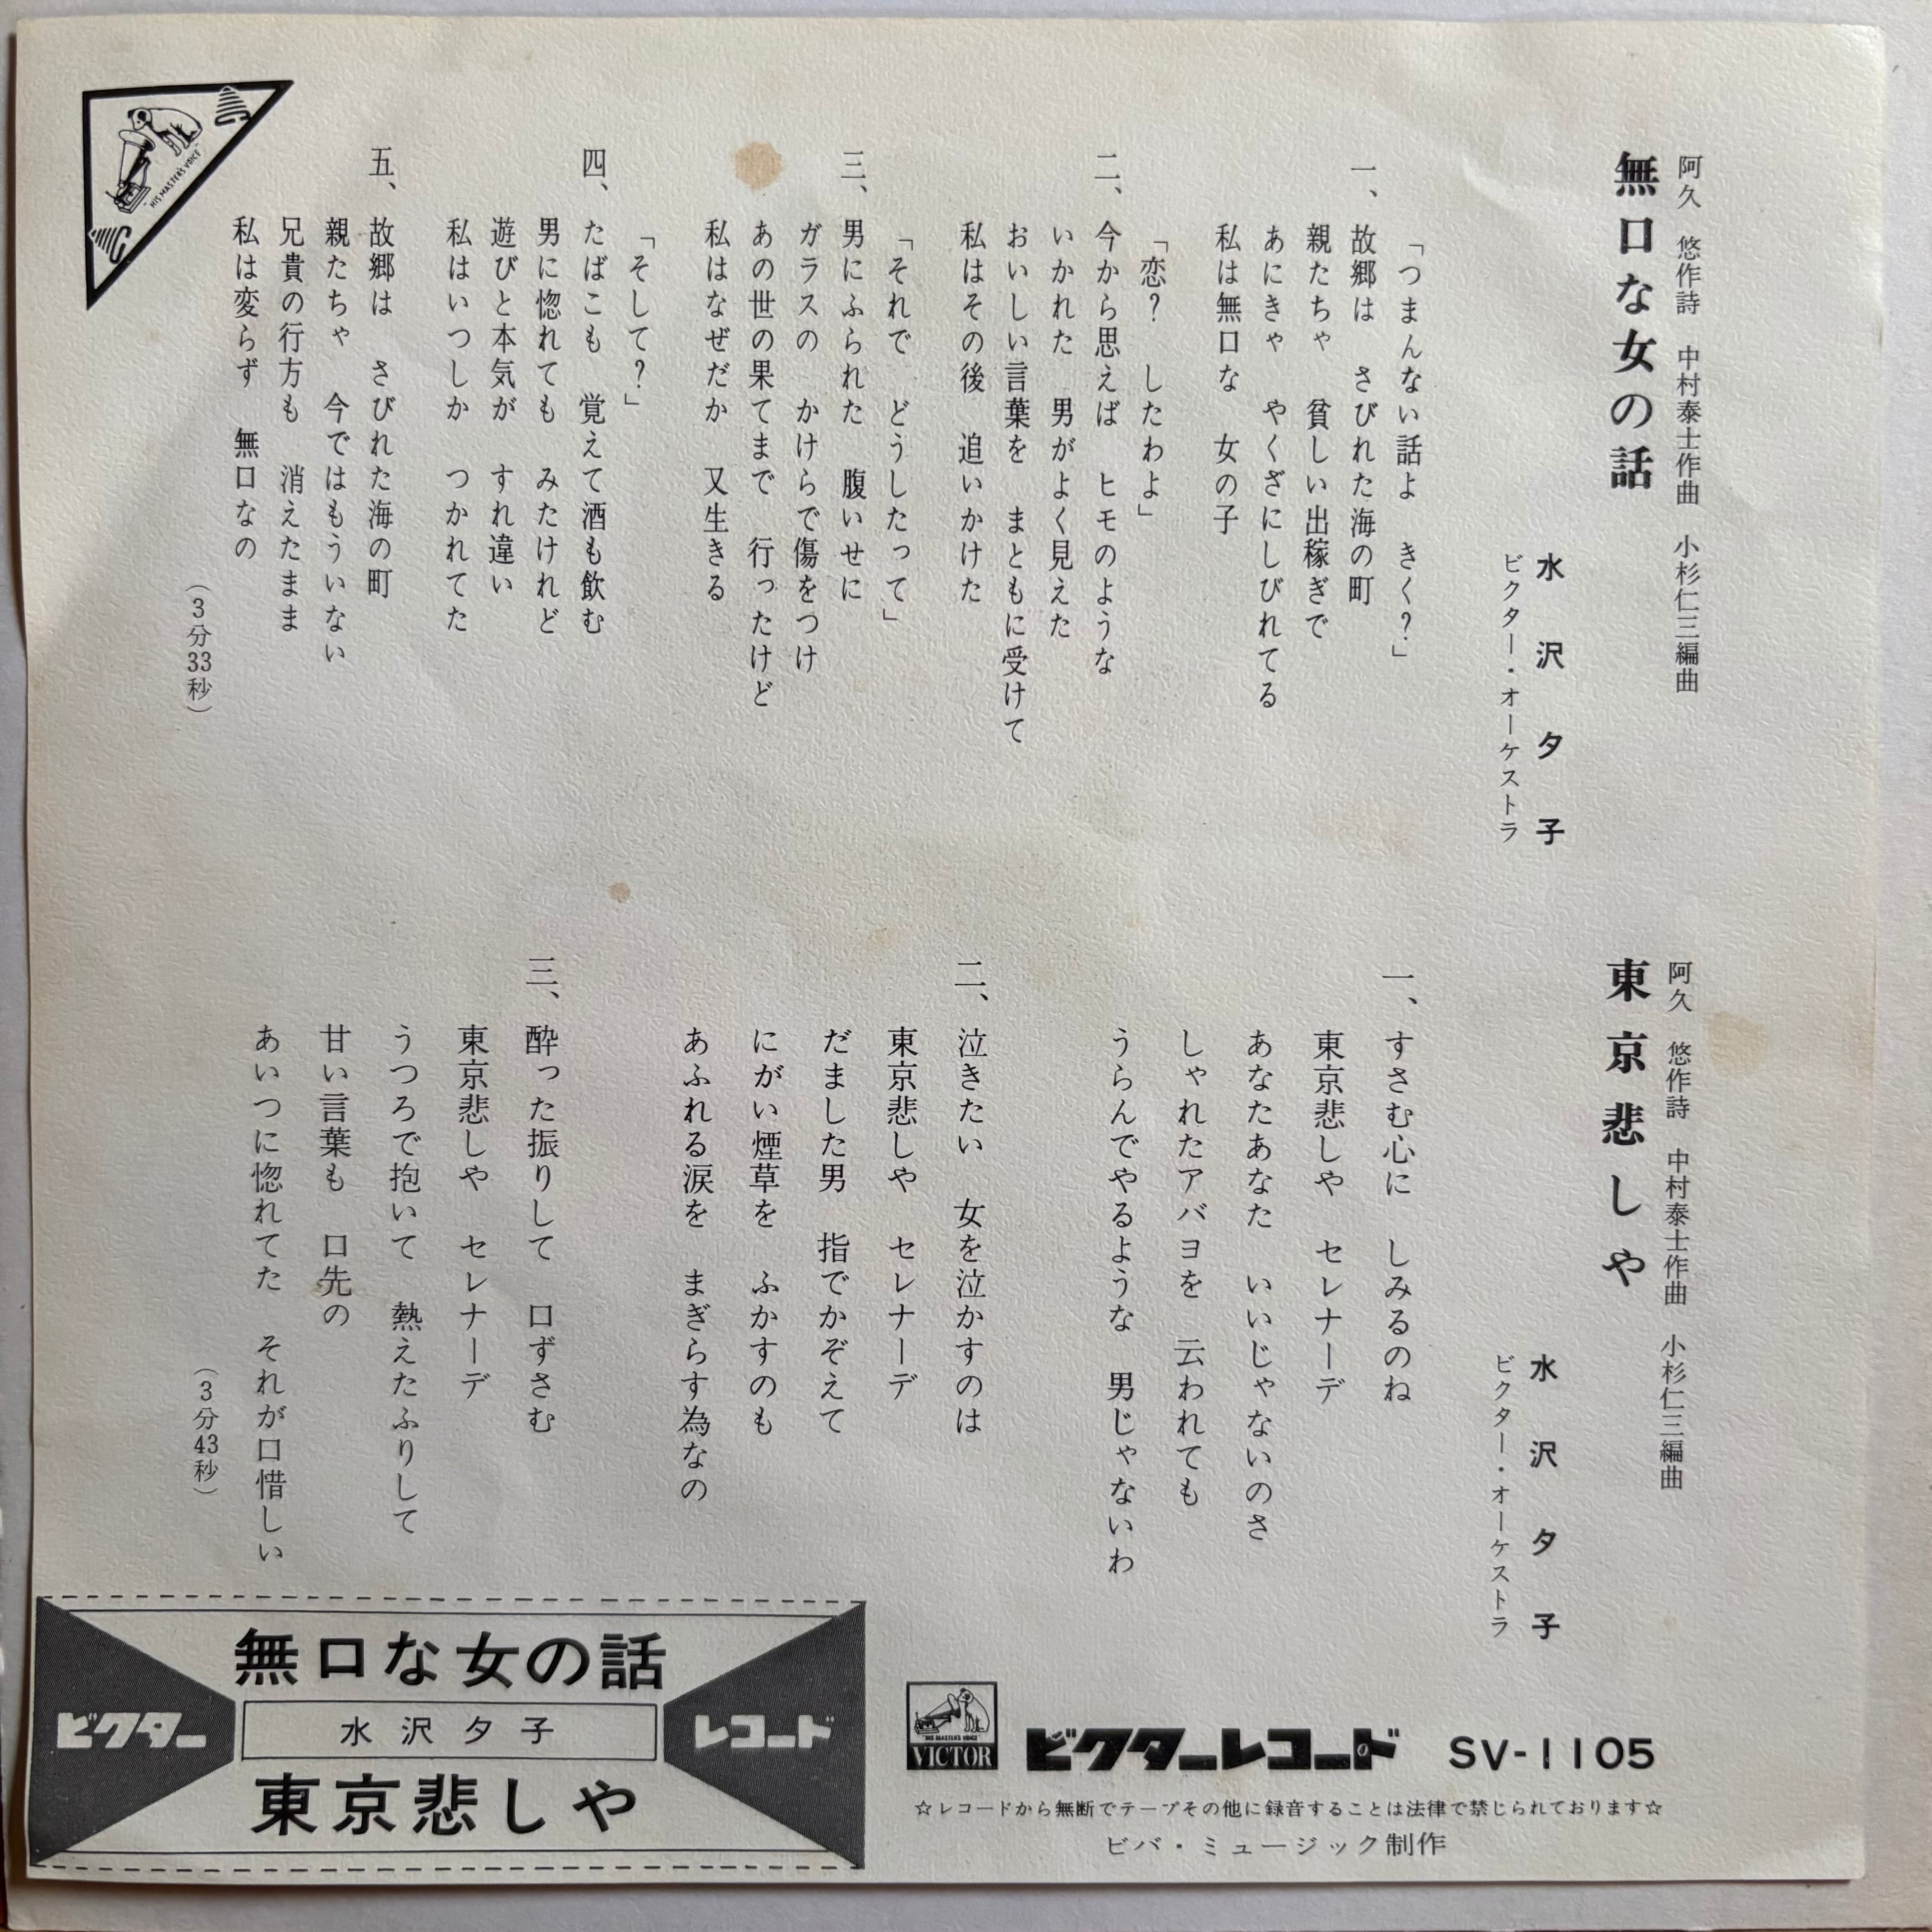 阿久　悠作詩　中村泰士作曲　小杉仁三編曲
無口な女の話
水沢夕子
ビクター・オーケストラ
「つまんない話よ　きく？」
一、故郷は　さびれた海の町
親たちゃ　貧しい出稼ぎで
あにきゃ　やくざにしびれてる
私は無口な　女の子
「恋？　したわよ」
二、今から思えば　ヒモのような
いかれた　男がよく見えた
おいしい言葉を　まともに受けて
私はその後　追いかけた
「それで　どうしたって」
三、男にふられた　腹いせに
ガラスの　かけらで傷をつけ
あの世の果てまで　行ったけど
私はなぜだか　又生きる
「そして？」
四、たばこも　覚えて酒も飲む
男に惚れても　みたけれど
遊びと本気が　すれ違い
私はいつしか　つかれてた
五、故郷は　さびれた海の町
親たちゃ　今ではもういない
兄貴の行方も　消えたまま
私は変らず　無口なの
（3分33秒）
"HIS MASTER'S VOICE"
阿久　悠作詩　中村泰士作曲　小杉仁三編曲
東京悲しや
水沢夕子
ビクター・オーケストラ
一、すさむ心に　しみるのね
東京悲しや　セレナーデ
あなたあなた　いいじゃないのさ
しゃれたアバヨを　云われても
うらんでやるような　男じゃないわ
二、泣きたい　女を泣かすのは
東京悲しや　セレナーデ
だました男　指でかぞえて
にがい煙草を　ふかすのも
あふれる涙を　まぎらす為なの
三、酔った振りして　口ずさむ
東京悲しや　セレナーデ
うつろで抱いて　熱えたふりして
甘い言葉も　口先の
あいつに惚れてた　それが口惜しい
（3分43秒）
無口な女の話
ビクター
水沢夕子
レコード
東京悲しや
"HIS MASTER'S VOICE"
VICTOR
ビクターレコード　SV-1105
☆レコードから無断でテープその他に録音することは法律で禁じられております☆
ビバ・ミュージック制作